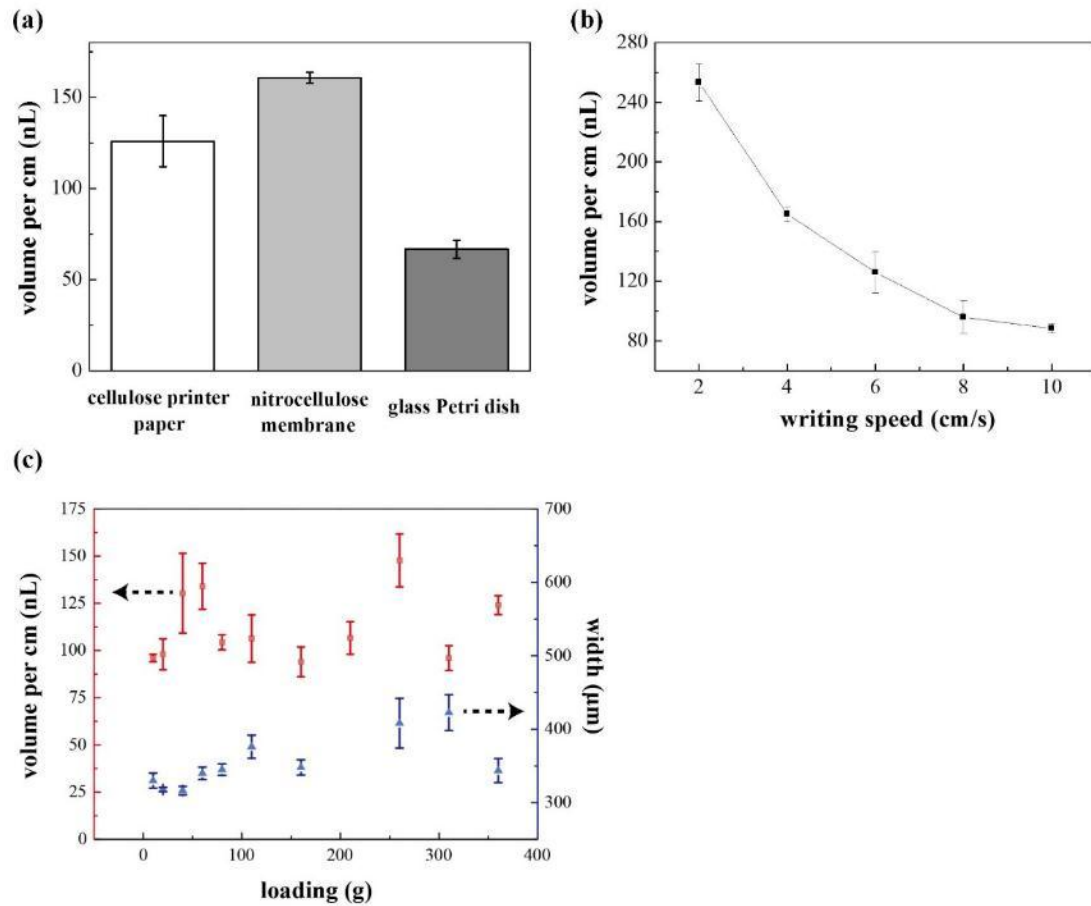 (a)
volume per cm (nL)
150
100
50
0
cellulose printer
paper
nitrocellulose
membrane
glass Petri dish
(b)
volume per cm (nL)
280
240
200
160
120
80
2 4 6 8 10
writing speed (cm/s)
(c)
volume per cm (nL)
175
150
125
100
75
50
25
0
0 100 200 300 400
loading (g)
700
600
500
400
300
width (μm)